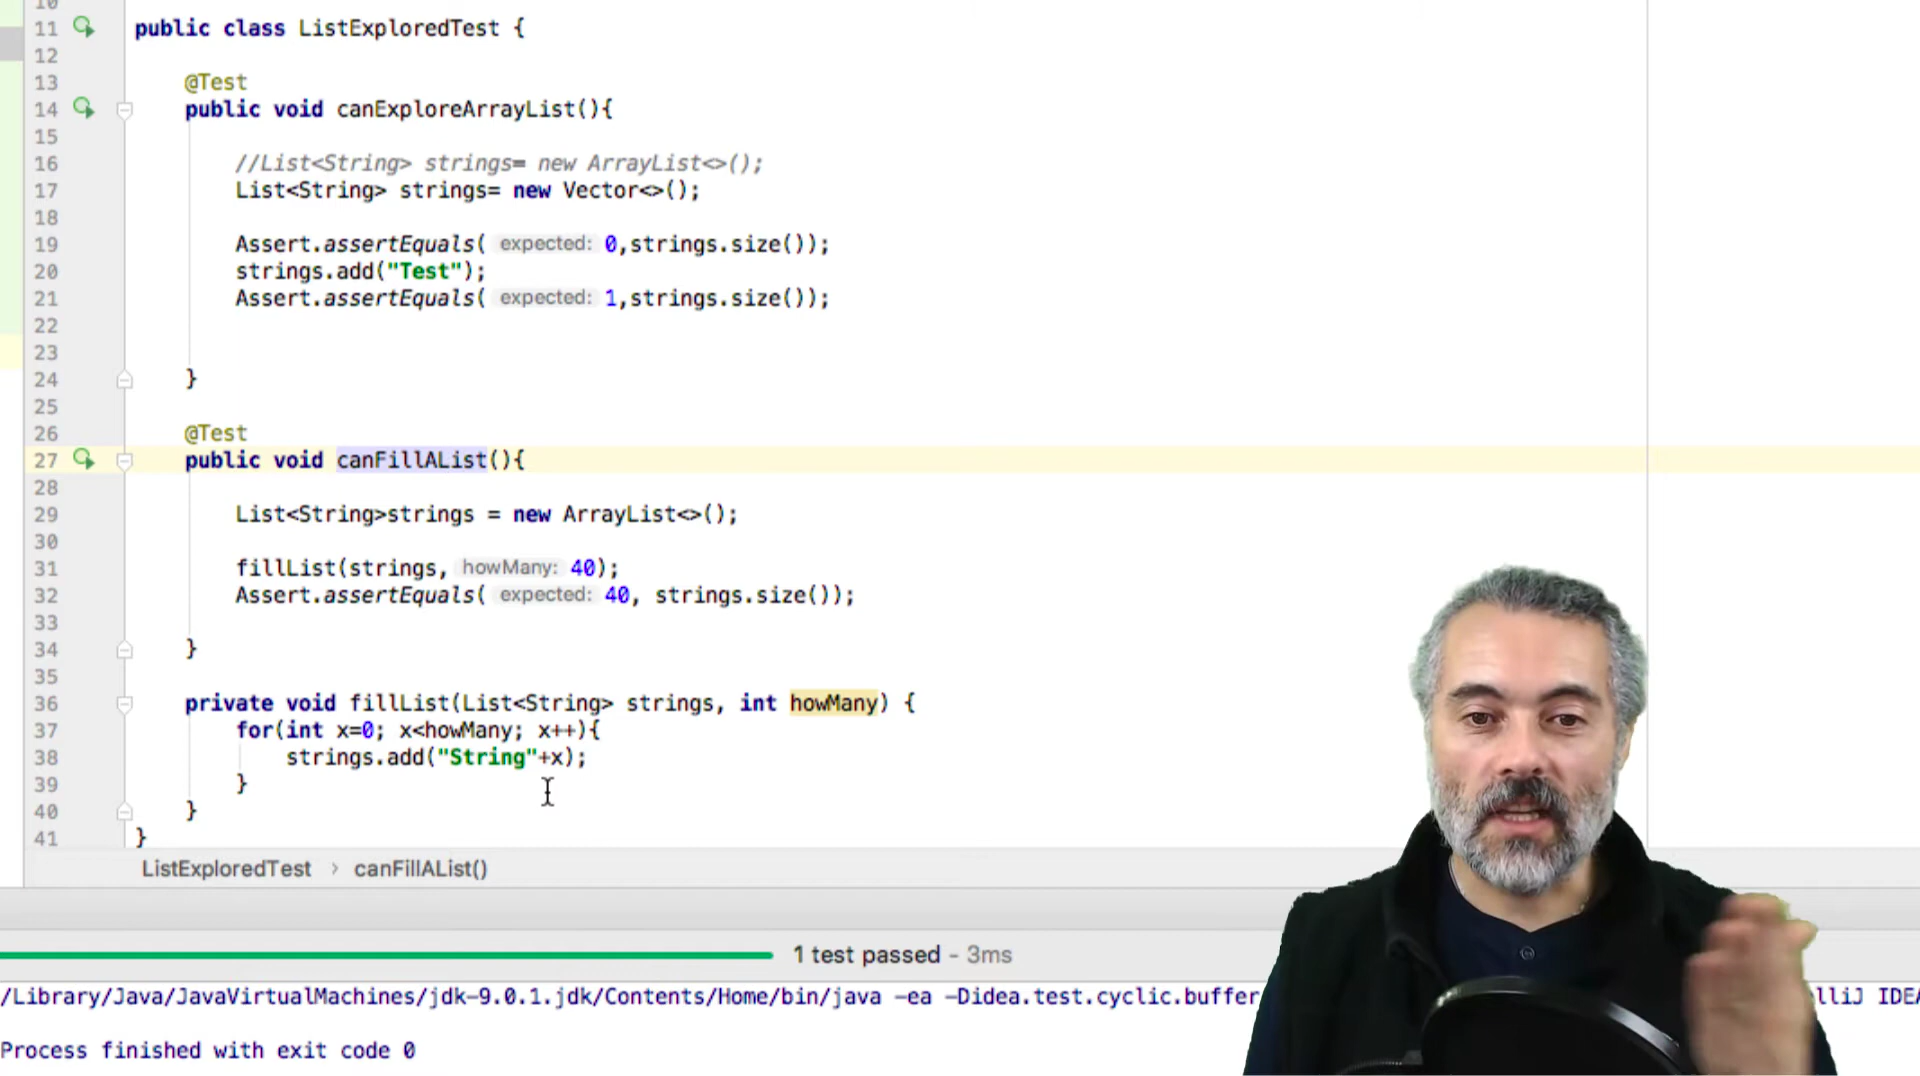 10
11 public class ListExploredTest {
12
13 @Test
14 public void canExploreArrayList(){
15
16 //List<String> strings= new ArrayList<>();
17 List<String> strings= new Vector<>();
18
19 Assert.assertEquals( expected: 0,strings.size());
20 strings.add("Test");
21 Assert.assertEquals( expected: 1,strings.size());
22
23
24 }
25
26 @Test
27 public void canFillAList(){
28
29 List<String>strings = new ArrayList<>();
30
31 fillList(strings, howMany: 40);
32 Assert.assertEquals( expected: 40, strings.size());
33
34 }
35
36 private void fillList(List<String> strings, int howMany) {
37 for(int x=0; x<howMany; x++){
38 strings.add("String"+x);
39 }
40 }
41 }
ListExploredTest › canFillAList()
1 test passed - 3ms
/Library/Java/JavaVirtualMachines/jdk-9.0.1.jdk/Contents/Home/bin/java -ea -Didea.test.cyclic.buffer
Process finished with exit code 0